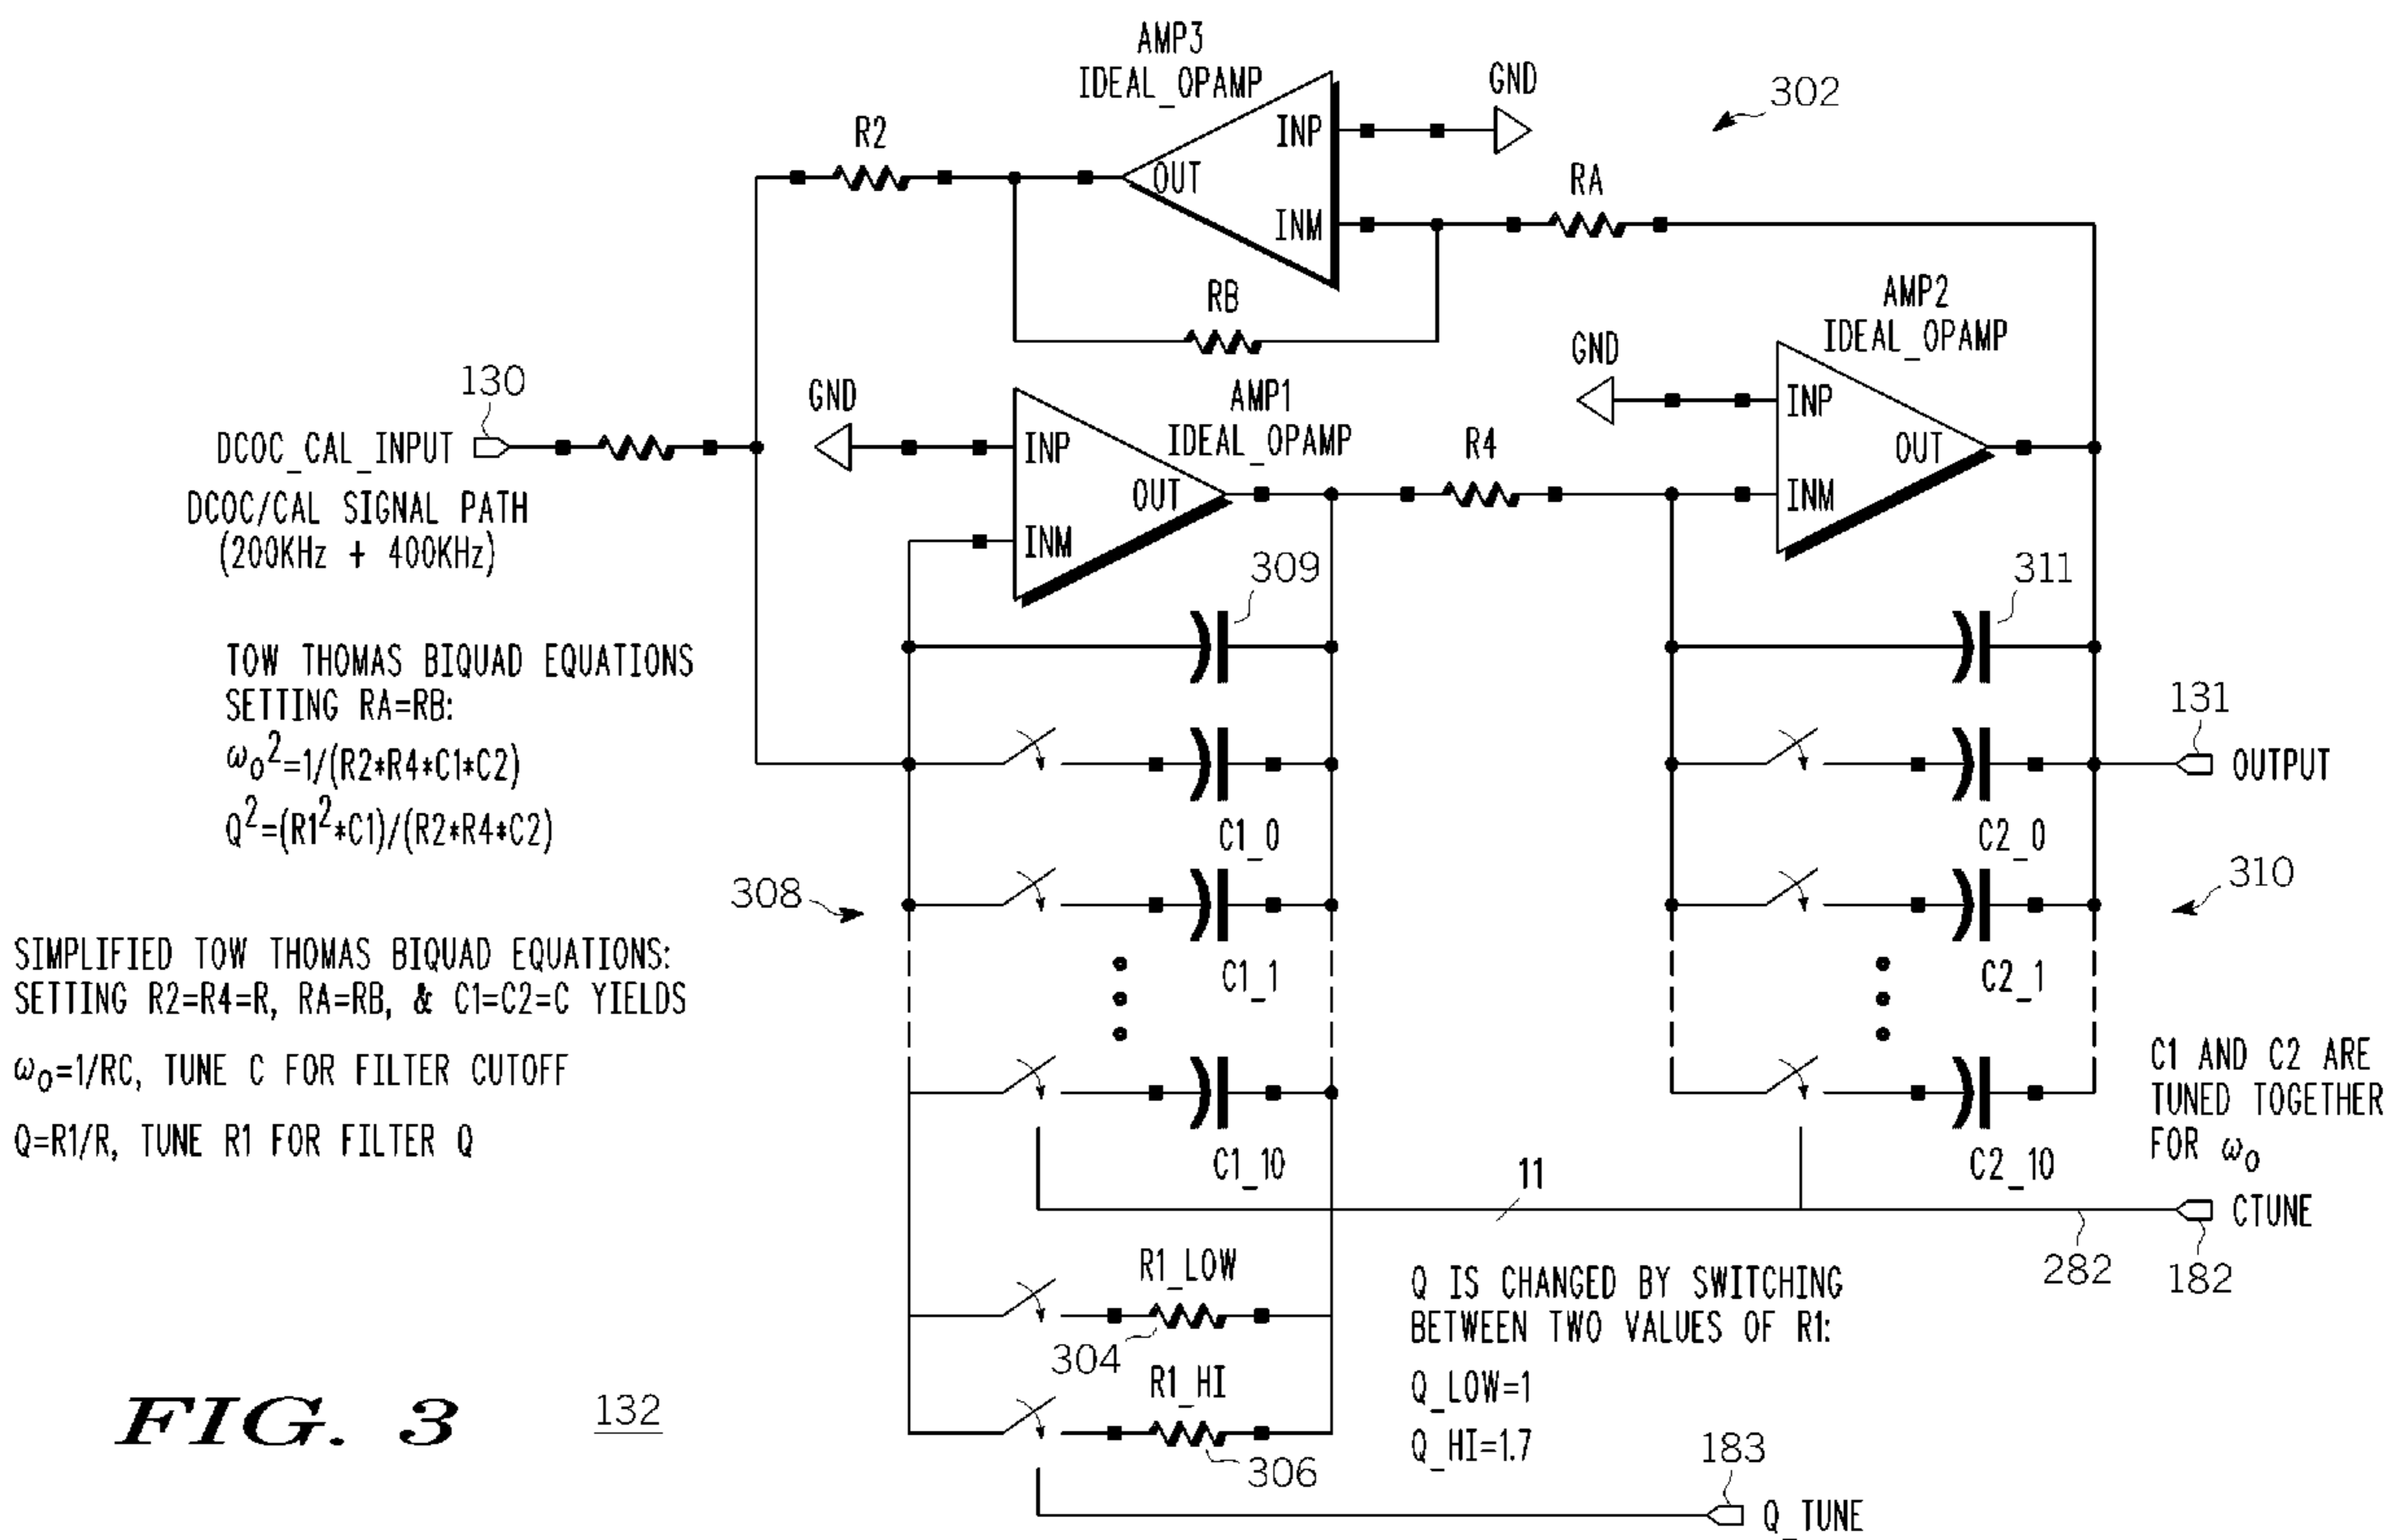 AMP3
IDEAL_OPAMP
GND
302
R2
INP
OUT
INM
RA
RB
AMP2
IDEAL_OPAMP
GND
INP
OUT
INM
130
DCOC_CAL_INPUT
DCOC/CAL SIGNAL PATH
(200KHz + 400KHz)
GND
AMP1
IDEAL_OPAMP
INP
OUT
INM
R4
309
311
TOW THOMAS BIQUAD EQUATIONS
SETTING RA=RB:
ω₀²=1/(R2*R4*C1*C2)
Q²=(R1²*C1)/(R2*R4*C2)
131
OUTPUT
C1_0
C2_0
308
310
SIMPLIFIED TOW THOMAS BIQUAD EQUATIONS:
SETTING R2=R4=R, RA=RB, & C1=C2=C YIELDS
ω₀=1/RC, TUNE C FOR FILTER CUTOFF
Q=R1/R, TUNE R1 FOR FILTER Q
C1_1
C2_1
C1_10
C2_10
C1 AND C2 ARE
TUNED TOGETHER
FOR ω₀
11
CTUNE
282
182
R1_LOW
304
R1_HI
306
Q IS CHANGED BY SWITCHING
BETWEEN TWO VALUES OF R1:
Q_LOW=1
Q_HI=1.7
183
Q_TUNE
FIG. 3
132